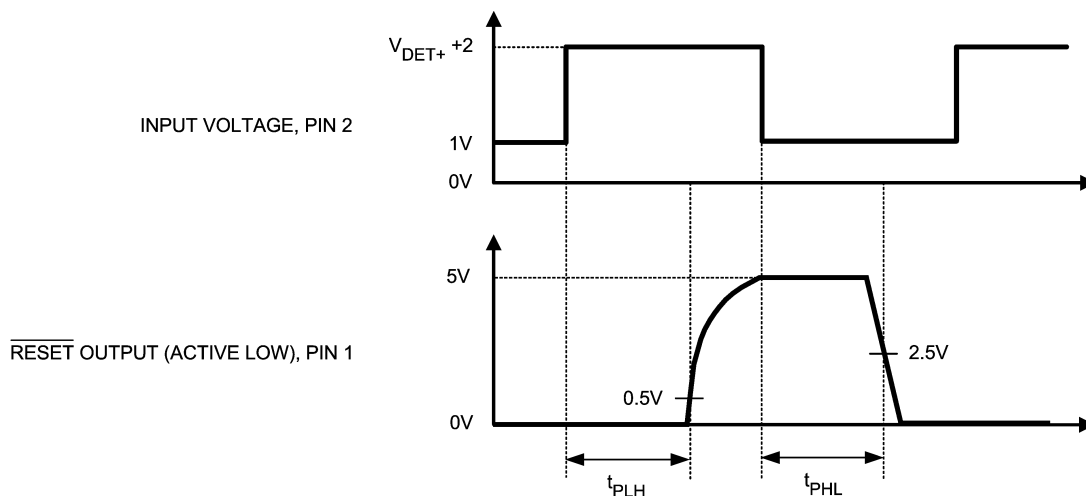 V_DET+ +2
INPUT VOLTAGE, PIN 2
1V
0V
5V
RESET OUTPUT (ACTIVE LOW), PIN 1
2.5V
0.5V
0V
t_PLH
t_PHL